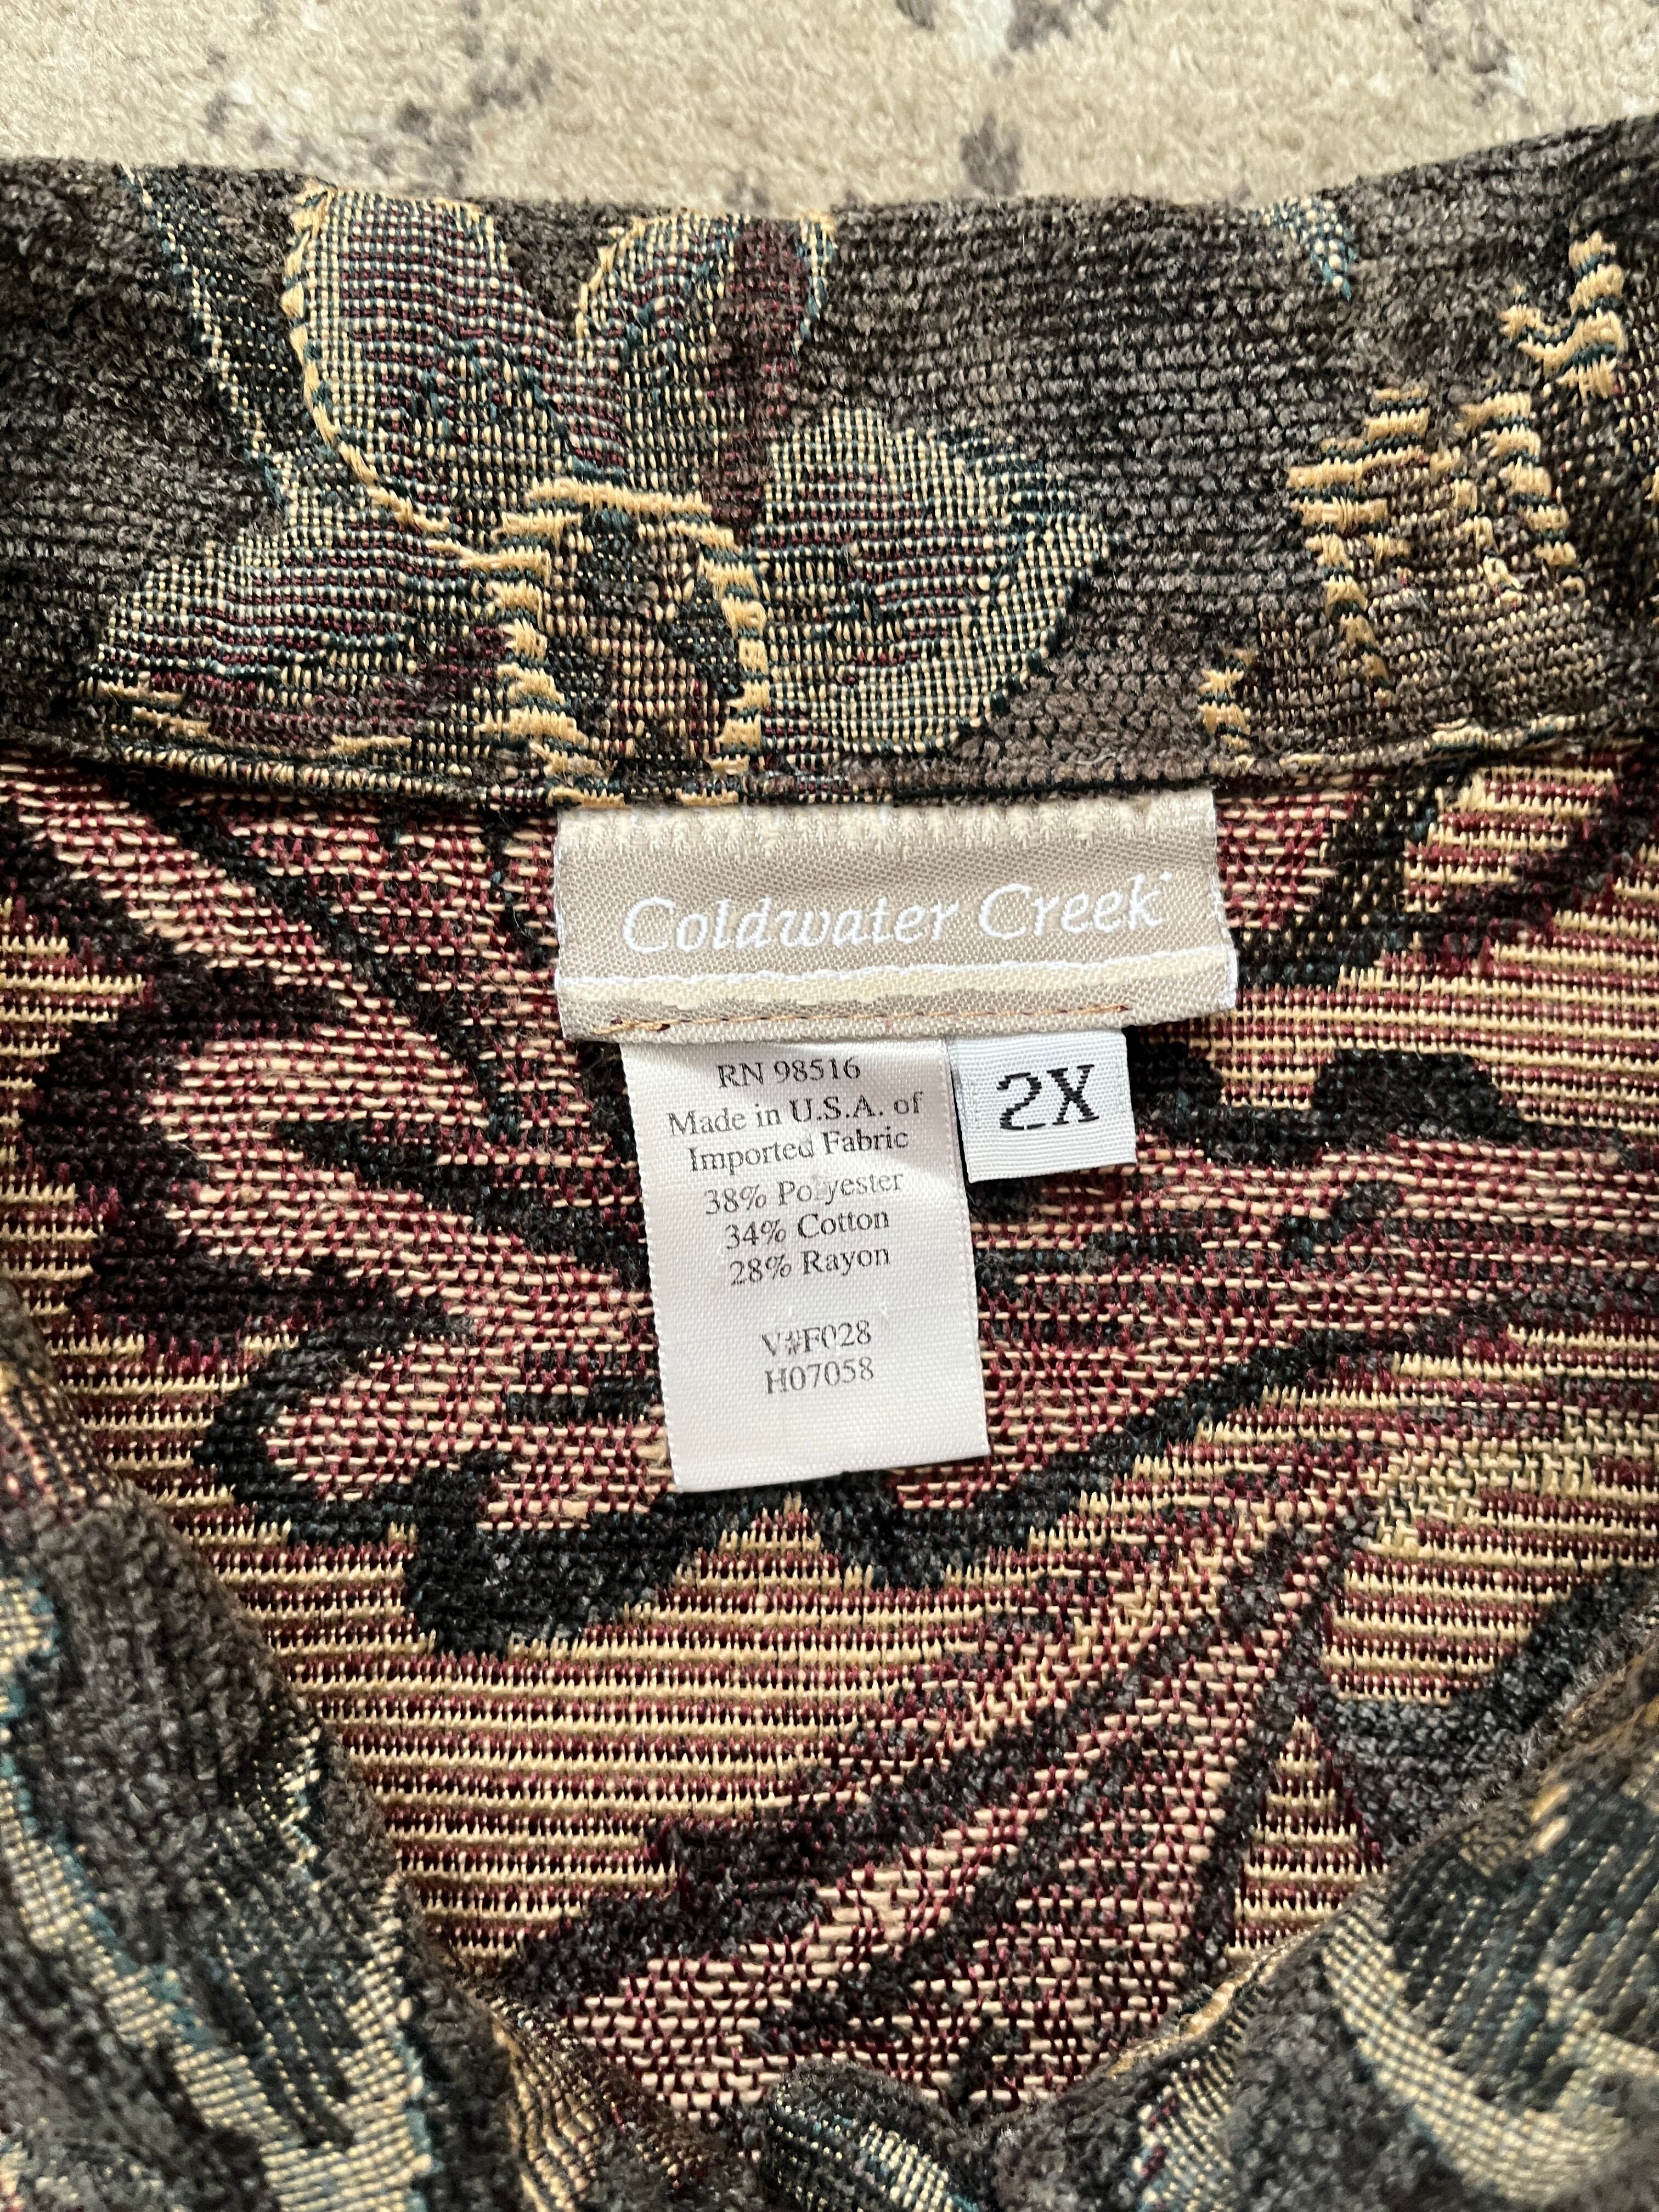 Coldwater Creek
RN 98516
Made in U.S.A. of
Imported Fabric
38% Polyester
34% Cotton
28% Rayon
V#F028
H07058
2X